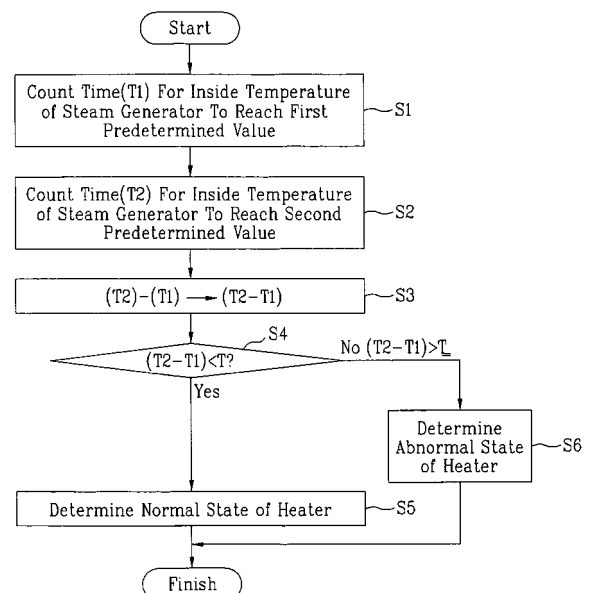 Start
Count Time(T1) For Inside Temperature
of Steam Generator To Reach First
Predetermined Value
S1
Count Time(T2) For Inside Temperature
of Steam Generator To Reach Second
Predetermined Value
S2
(T2)-(T1) → (T2-T1)
S3
S4
(T2-T1)<T?
No (T2-T1)>T
Yes
Determine
Abnormal State
of Heater
S6
Determine Normal State of Heater
S5
Finish